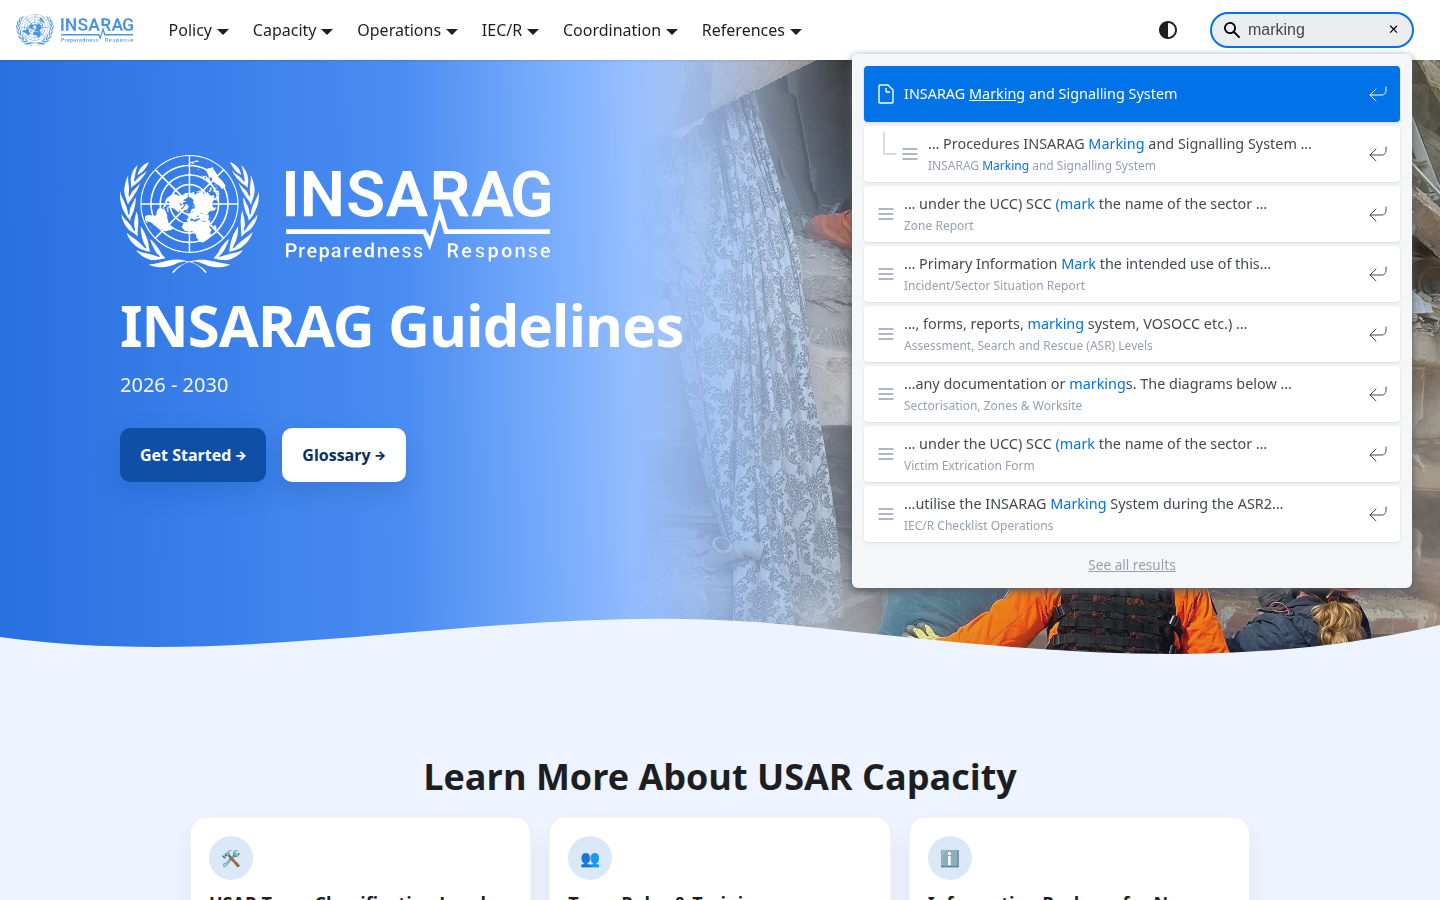 INSARAG
Preparedness Response
Policy Capacity Operations IEC/R Coordination References
marking
INSARAG Marking and Signalling System
... Procedures INSARAG Marking and Signalling System ...
INSARAG Marking and Signalling System
... under the UCC) SCC (mark the name of the sector ...
Zone Report
... Primary Information Mark the intended use of this...
Incident/Sector Situation Report
..., forms, reports, marking system, VOSOCC etc.) ...
Assessment, Search and Rescue (ASR) Levels
...any documentation or markings. The diagrams below ...
Sectorisation, Zones & Worksite
... under the UCC) SCC (mark the name of the sector ...
Victim Extrication Form
...utilise the INSARAG Marking System during the ASR2...
IEC/R Checklist Operations
See all results
INSARAG
Preparedness Response
INSARAG Guidelines
2026 - 2030
Get Started →
Glossary →
Learn More About USAR Capacity